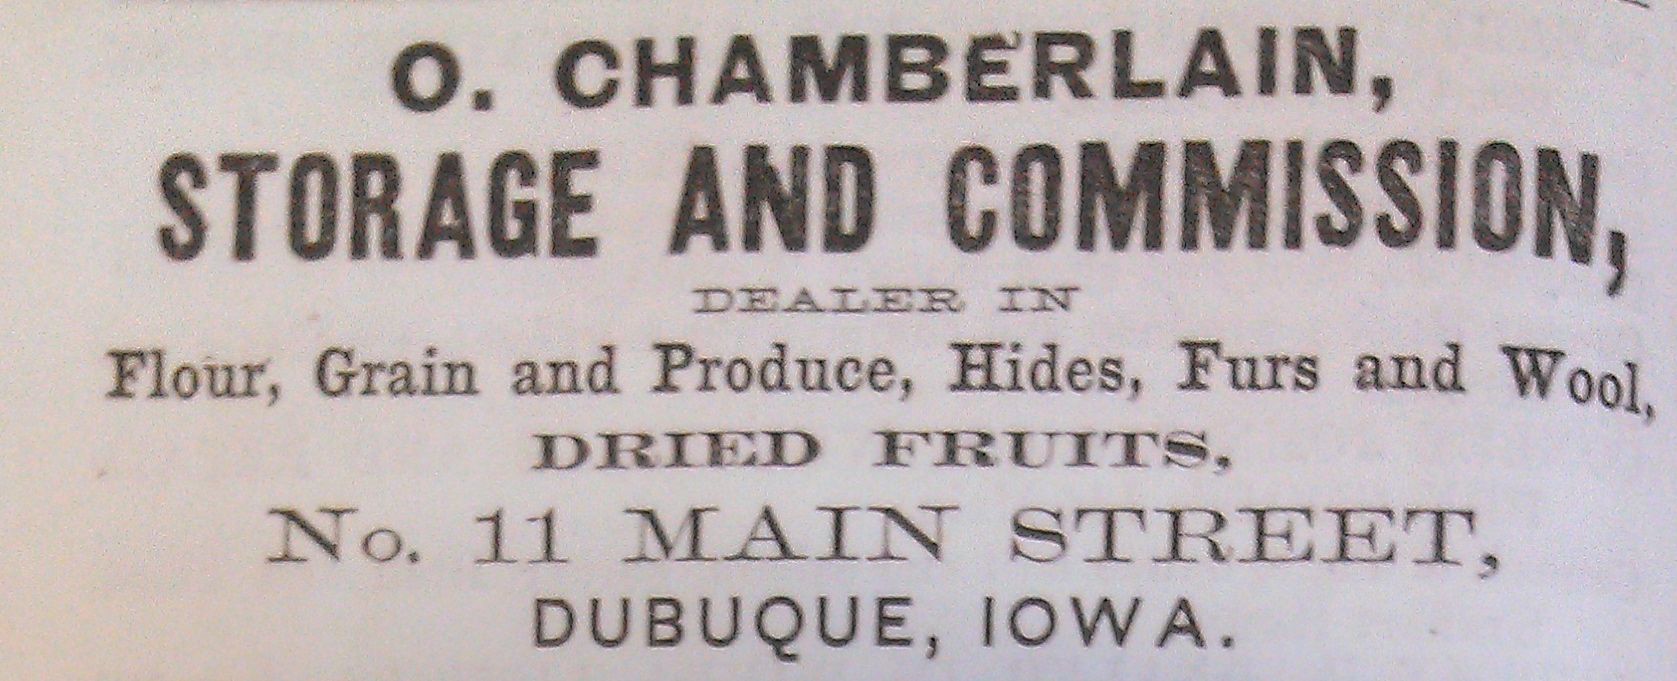 O. CHAMBERLAIN,
STORAGE AND COMMISSION,
DEALER IN
Flour, Grain and Produce, Hides, Furs and Wool,
DRIED FRUITS,
No. 11 MAIN STREET,
DUBUQUE, IOWA.